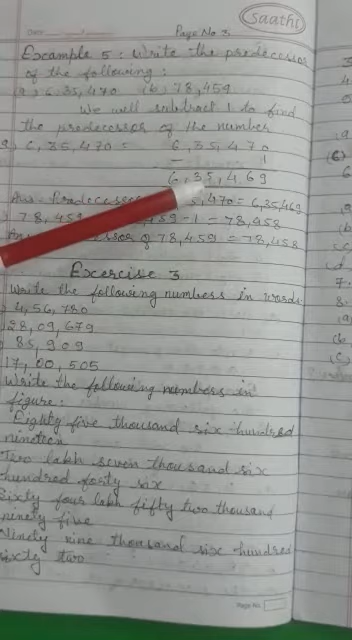 Saathi
Date
Page No 3
Example 5 : Write the predecessor
of the following :
(a) 6,35,470 (b) 78,459
We will subtract 1 to find
the predecessor of the number
6,35,470 = 6,35,470
- 1
6,35,469
Ans- Predecessor 5,470 = 6,35,469
78,459 459-1 = 78,458
of 78,459 = 78,458
Exercise 3
Write the following numbers in words
4,56,780
28,09,679
85,909
17,00,505
Write the following numbers in
figure :
Eighty five thousand six hundred
nineteen
Two lakh seven thousand six
hundred forty six
Sixty four lakh fifty two thousand
ninety five
Ninety nine thousand six hundred
sixty two
Page No.